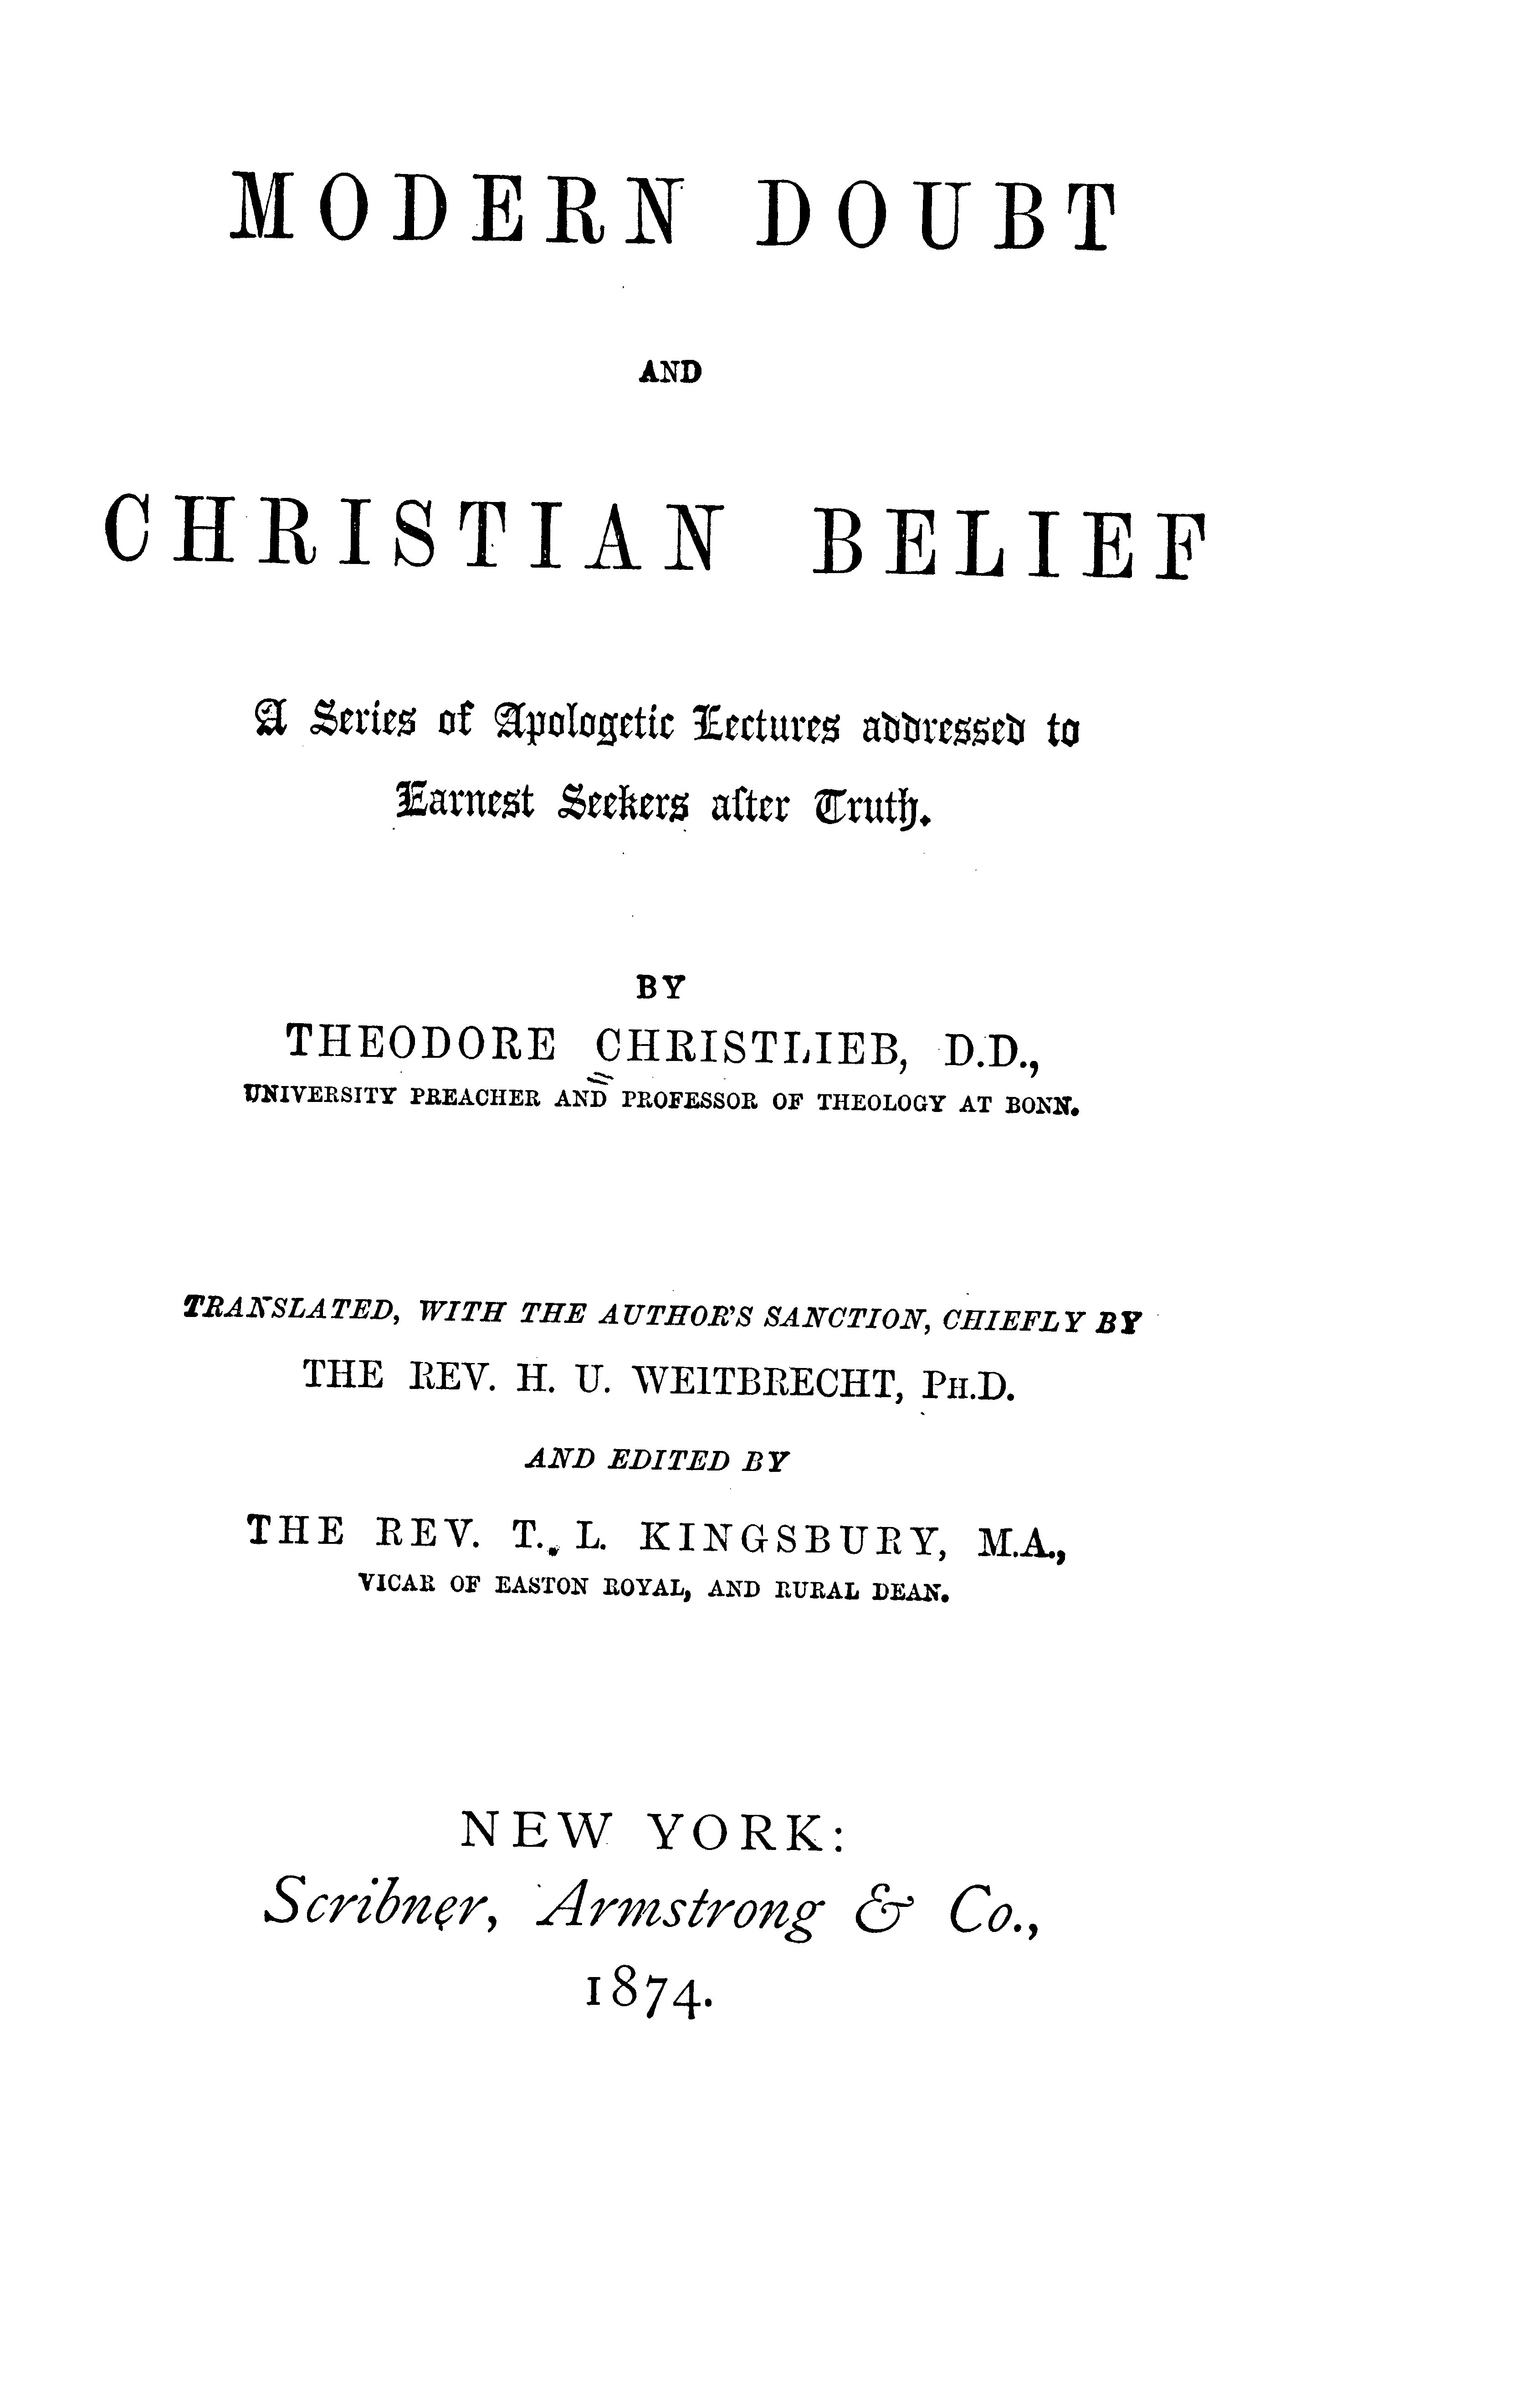 MODERN DOUBT
AND
CHRISTIAN BELIEF
A Series of Apologetic Lectures addressed to
Earnest Seekers after Truth.
BY
THEODORE CHRISTLIEB, D.D.,
UNIVERSITY PREACHER AND PROFESSOR OF THEOLOGY AT BONN.
TRANSLATED, WITH THE AUTHOR'S SANCTION, CHIEFLY BY
THE REV. H. U. WEITBRECHT, PH.D.
AND EDITED BY
THE REV. T. L. KINGSBURY, M.A.,
VICAR OF EASTON ROYAL, AND RURAL DEAN.
NEW YORK:
Scribner, Armstrong & Co.,
1874.